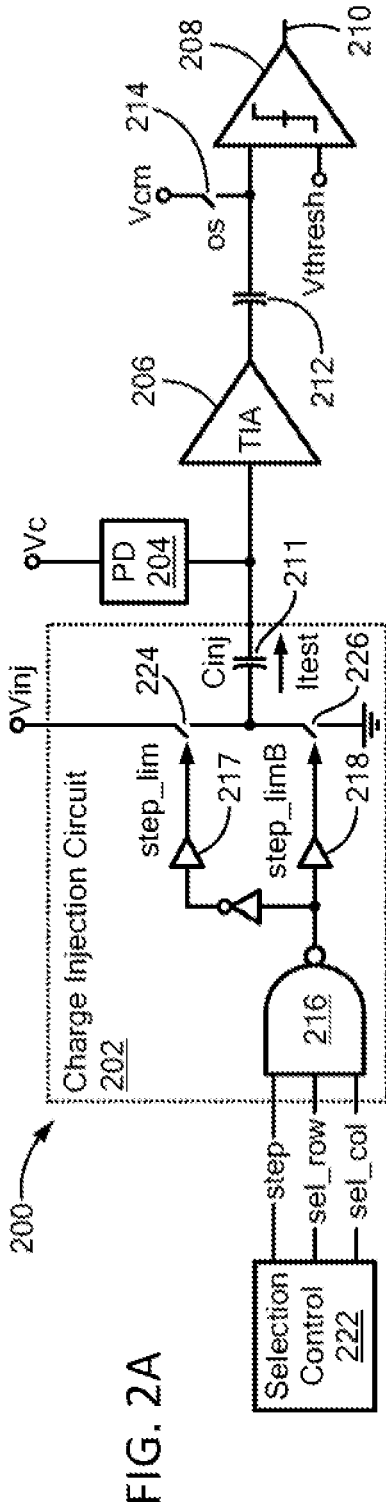 FIG. 2A
200
Charge Injection Circuit
202
Selection
Control
222
step
sel_row
sel_col
216
217
218
step_lim
step_limB
Vinj
224
226
Cinj
211
Itest
Vc
PD
204
TIA
206
212
Vcm
os
214
Vthresh
208
210